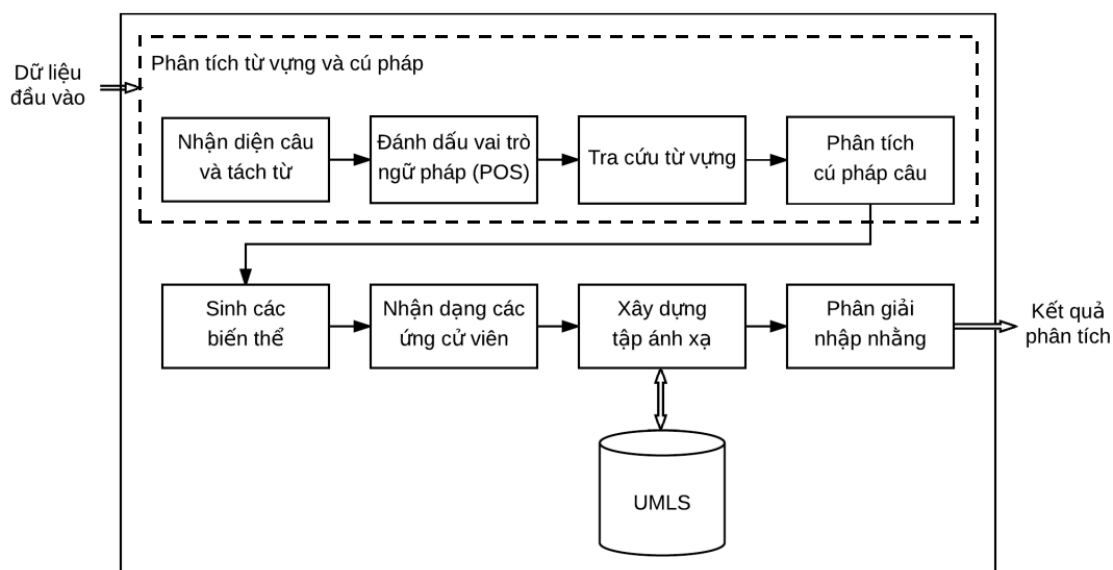 Phân tích từ vựng và cú pháp
Dữ liệu
đầu vào
Nhận diện câu
và tách từ
Đánh dấu vai trò
ngữ pháp (POS)
Tra cứu từ vựng
Phân tích
cú pháp câu
Sinh các
biến thể
Nhận dạng các
ứng cử viên
Xây dựng
tập ánh xạ
Phân giải
nhập nhằng
Kết quả
phân tích
UMLS